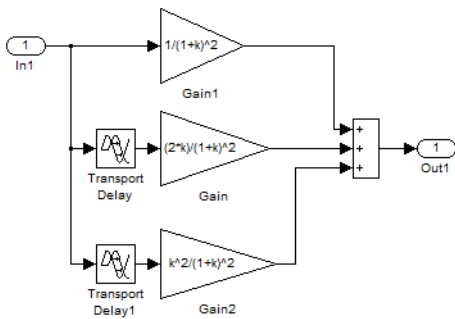 1
In1
1/(1+k)^2
Gain1
Transport
Delay
(2*k)/(1+k)^2
Gain
Transport
Delay1
k^2/(1+k)^2
Gain2
+
+
+
1
Out1